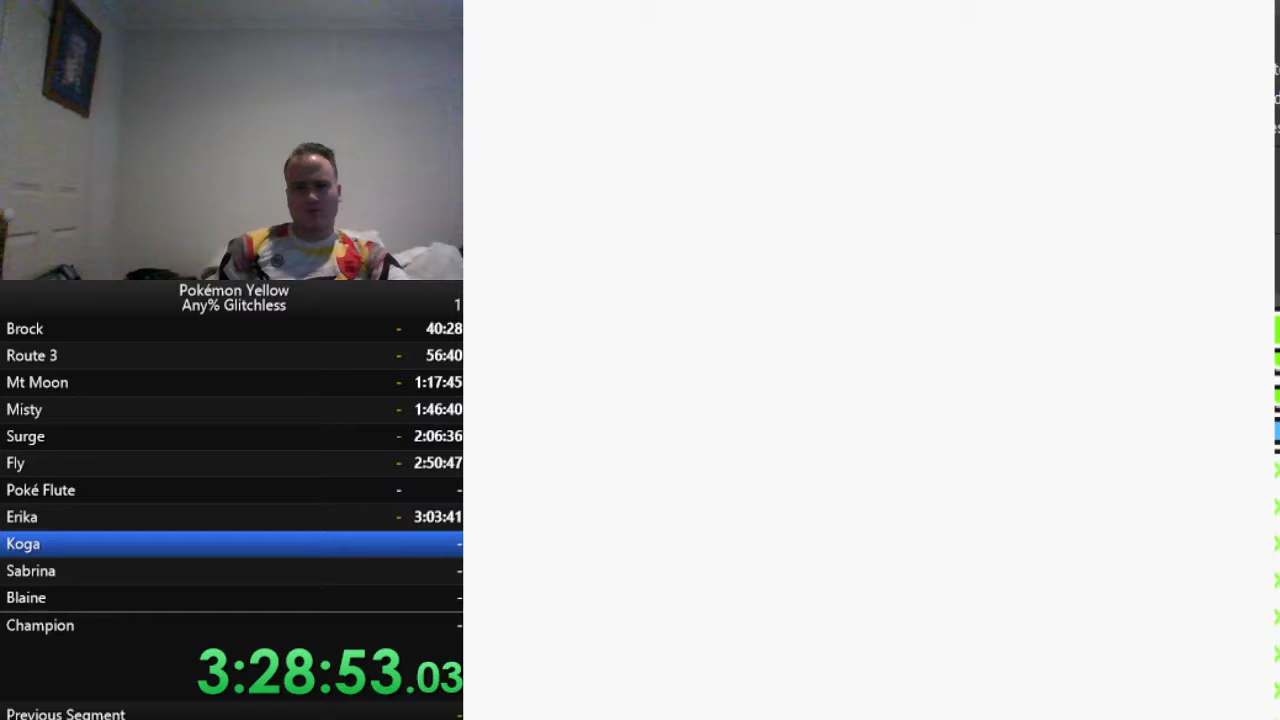 Pokémon Yellow
Any% Glitchless 1
Brock - 40:28
Route 3 - 56:40
Mt Moon - 1:17:45
Misty - 1:46:40
Surge - 2:06:36
Fly - 2:50:47
Poké Flute - -
Erika - 3:03:41
Koga -
Sabrina -
Blaine -
Champion -
3:28:53.03
Previous Segment -